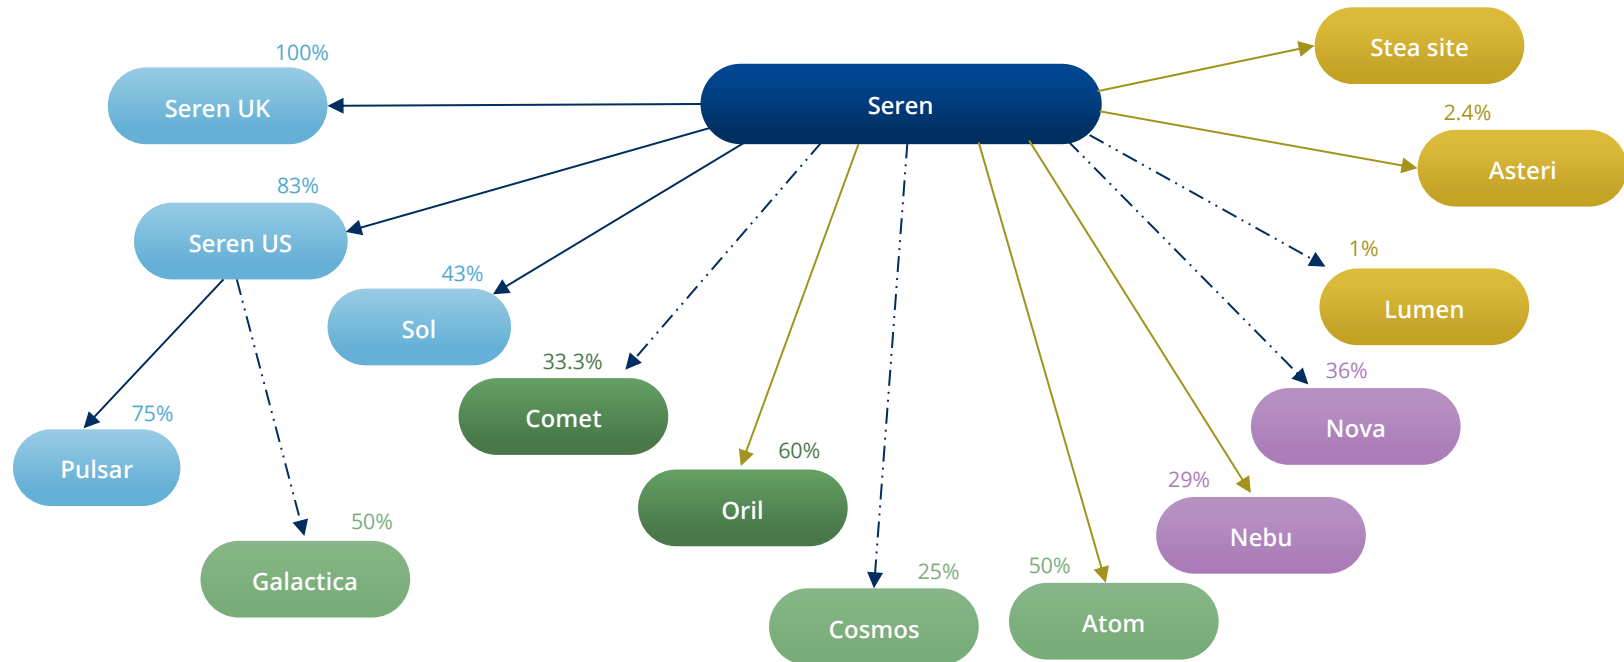 Stea site
100%
Seren UK
Seren
2.4%
Asteri
83%
Seren US
1%
Lumen
43%
Sol
33.3%
Comet
36%
Nova
75%
Pulsar
60%
Oril
29%
Nebu
50%
Galactica
25%
Cosmos
50%
Atom